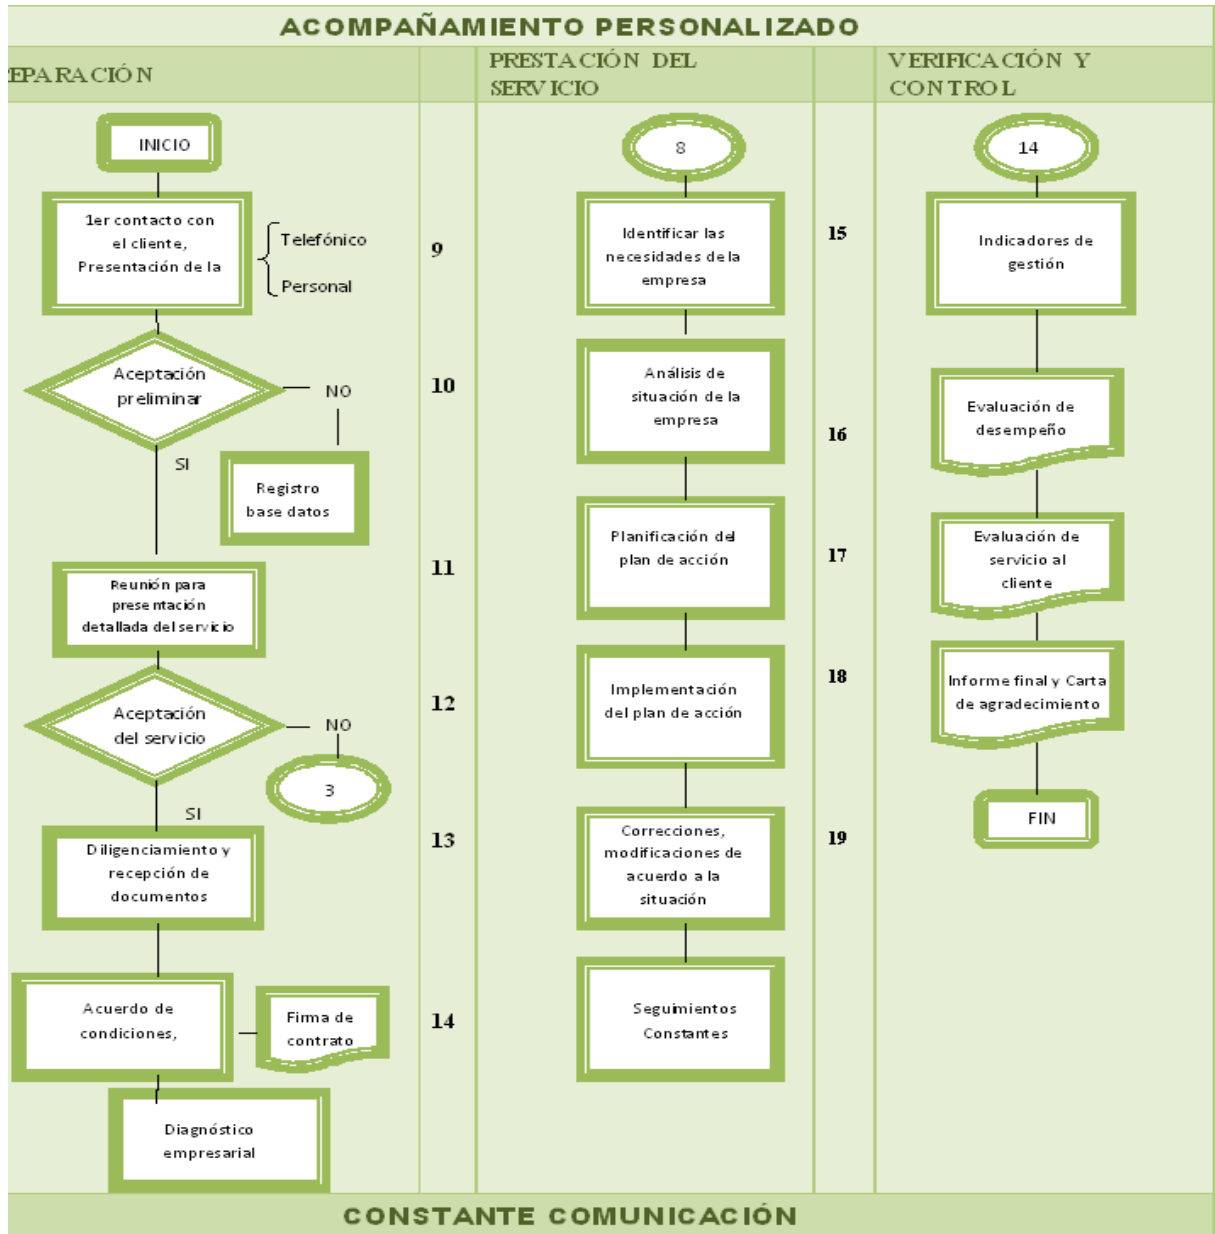 ACOMPAÑAMIENTO PERSONALIZADO
EPARACIÓN
INICIO
1er contacto con
el cliente,
Presentación de la
Telefónico
Personal
Aceptación
preliminar
NO
SI
Registro
base datos
Reunión para
presentación
detallada del servicio
Aceptación
del servicio
NO
3
SI
Diligenciamiento y
recepción de
documentos
Acuerdo de
condiciones,
Firma de
contrato
Diagnóstico
empresarial
9
10
11
12
13
14
PRESTACIÓN DEL
SERVICIO
8
Identificar las
necesidades de la
empresa
Análisis de
situación de la
empresa
Planificación del
plan de acción
Implementación
del plan de acción
Correcciones,
modificaciones de
acuerdo a la
situación
Seguimientos
Constantes
15
16
17
18
19
VERIFICACIÓN Y
CONTROL
14
Indicadores de
gestión
Evaluación de
desempeño
Evaluación de
servicio al
cliente
Informe final y Carta
de agradecimiento
FIN
CONSTANTE COMUNICACIÓN